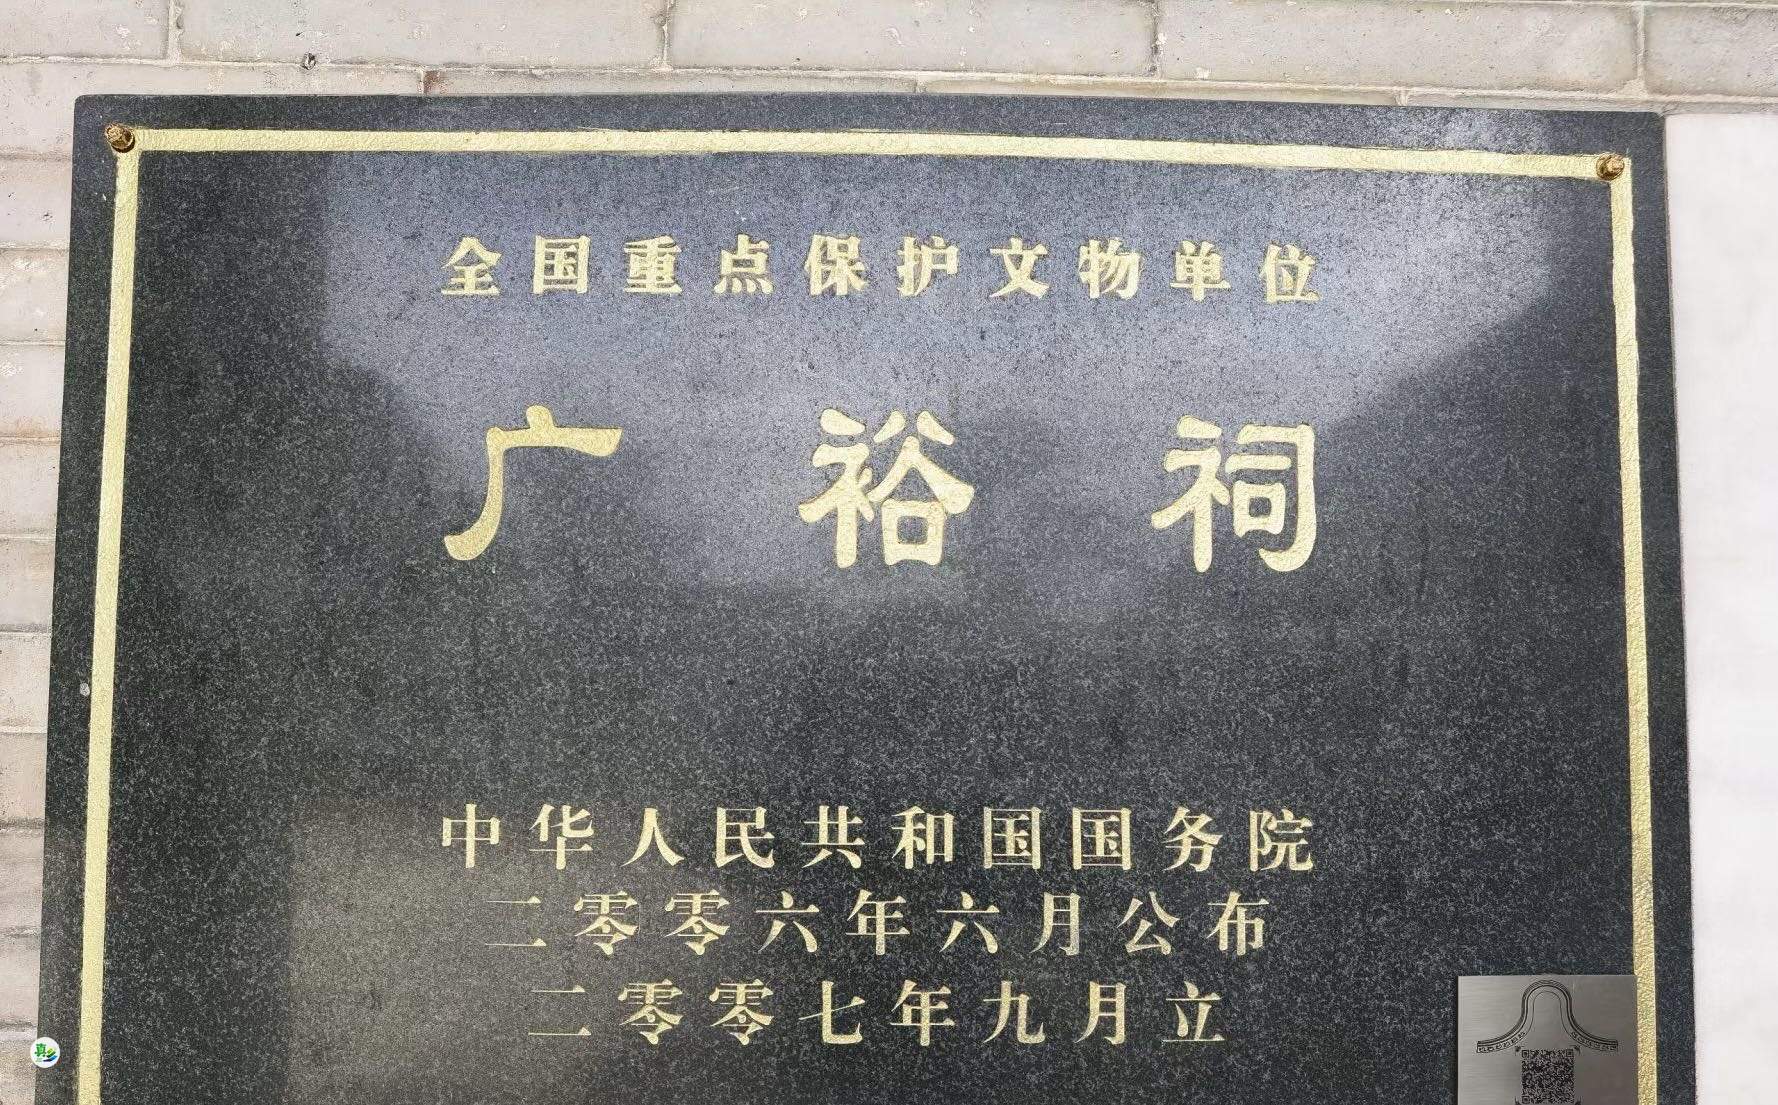 全国重点保护文物单位
广裕祠
中华人民共和国国务院
二零零六年六月公布
二零零七年九月立
真